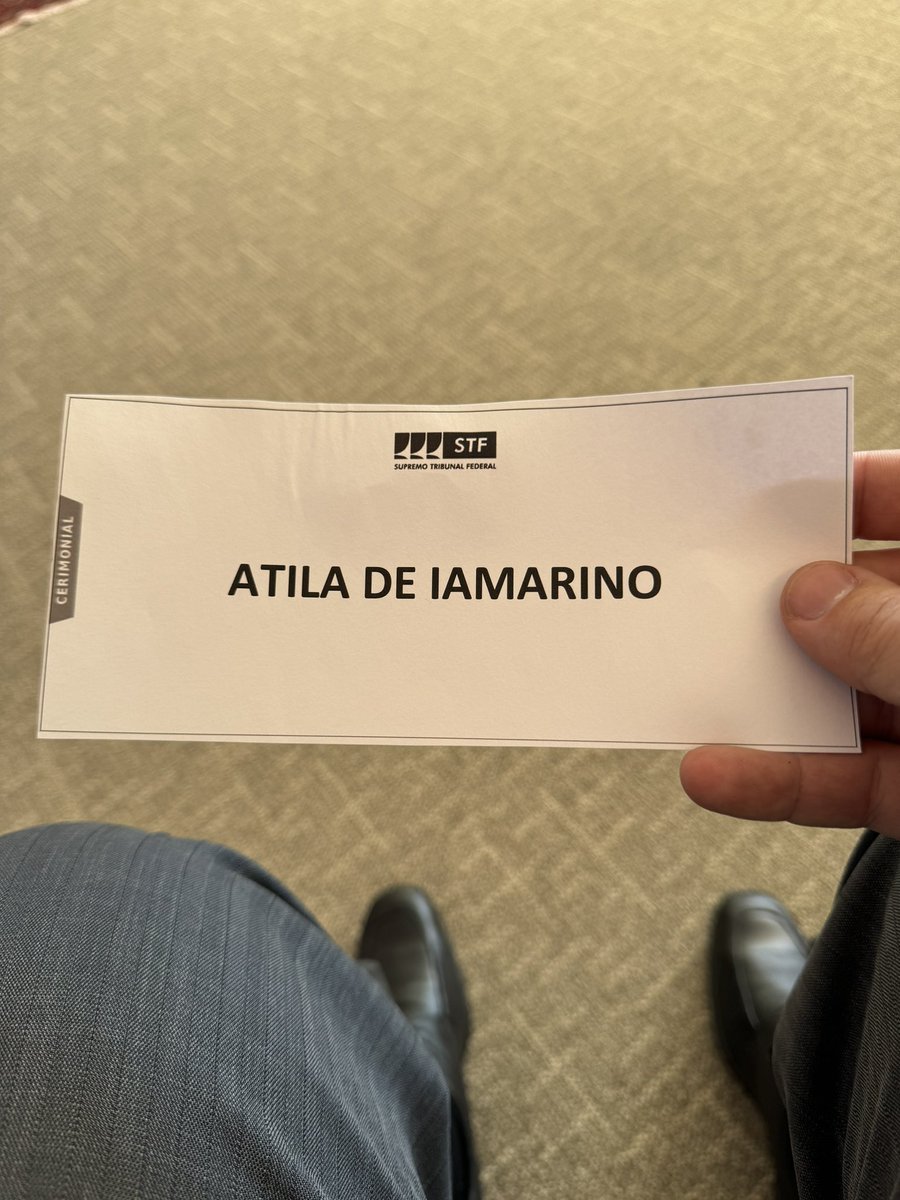 STF
SUPREMO TRIBUNAL FEDERAL
CERIMONIAL
ATILA DE IAMARINO